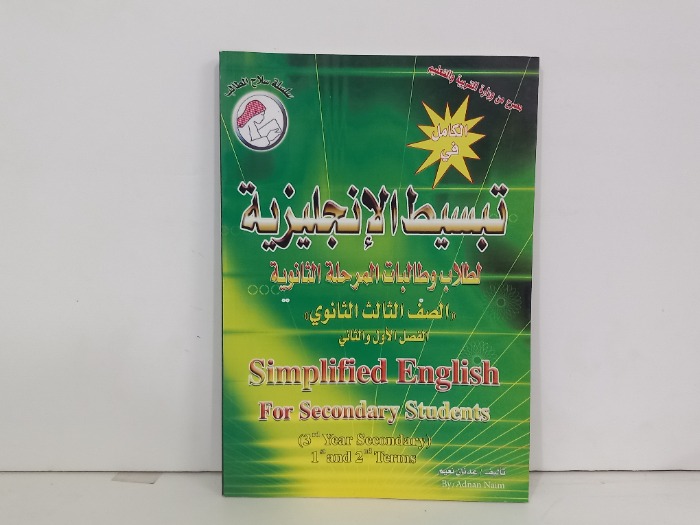 سلسلة سلاح الطالب
مصرح من وزارة التربية والتعليم
الكامل
في
تبسيط الإنجليزية
لطلاب وطالبات المرحلة الثانوية
«الصف الثالث الثانوي»
الفصل الأول والثاني
Simplified English
For Secondary Students
(3rd Year Secondary)
1st and 2nd Terms
تأليف / عدنان نعيم
By/Adnan Naim